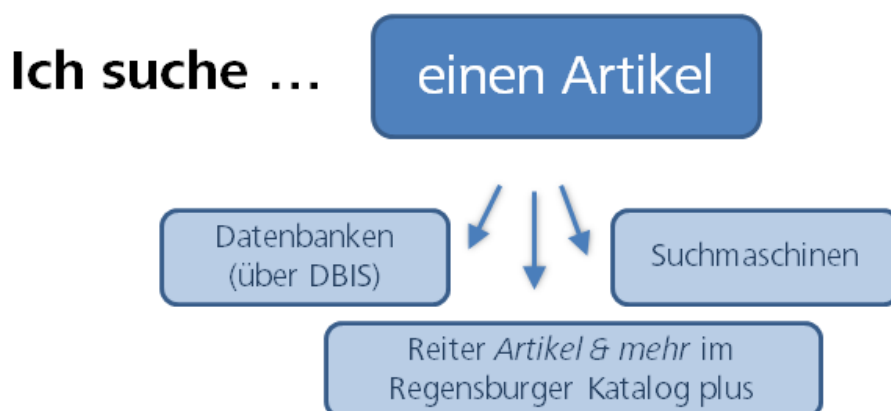 Ich suche … einen Artikel
Datenbanken
(über DBIS)
Suchmaschinen
Reiter Artikel & mehr im
Regensburger Katalog plus